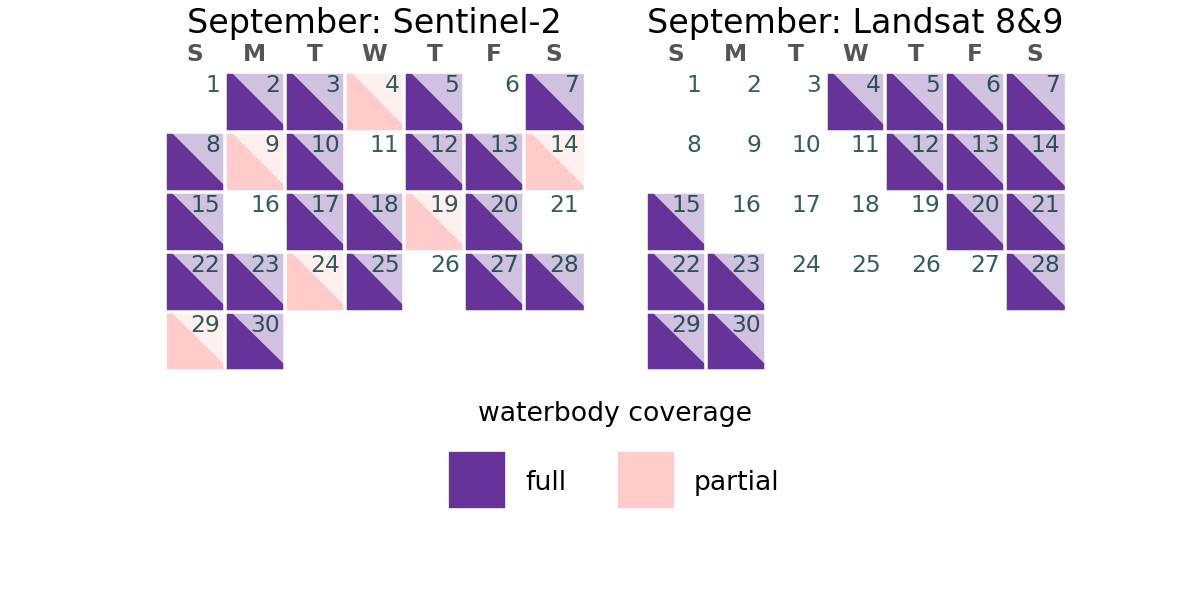 September: Sentinel-2
S M T W T F S
1 2 3 4 5 6 7
8 9 10 11 12 13 14
15 16 17 18 19 20 21
22 23 24 25 26 27 28
29 30
September: Landsat 8&9
S M T W T F S
1 2 3 4 5 6 7
8 9 10 11 12 13 14
15 16 17 18 19 20 21
22 23 24 25 26 27 28
29 30
waterbody coverage
full partial